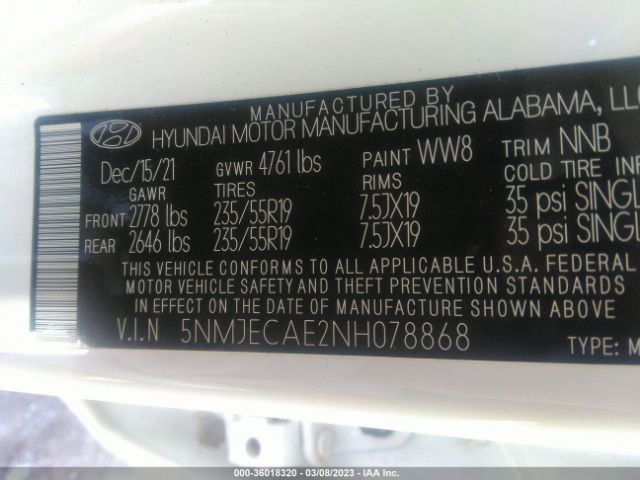 MANUFACTURED BY
HYUNDAI MOTOR MANUFACTURING ALABAMA, LLC
Dec/15/21 GVWR 4761 lbs PAINT WW8 TRIM NNB
GAWR TIRES RIMS COLD TIRE INF
FRONT 2778 lbs 235/55R19 7.5JX19 35 psi SINGL
REAR 2646 lbs 235/55R19 7.5JX19 35 psi SINGL
THIS VEHICLE CONFORMS TO ALL APPLICABLE U.S.A. FEDERAL
MOTOR VEHICLE SAFETY AND THEFT PREVENTION STANDARDS
IN EFFECT ON THE DATE OF MANUFACTURE SHOWN ABOVE.
V.I.N 5NMJECAE2NH078868
TYPE: M
000-36018320 - 03/08/2023 - IAA Inc.